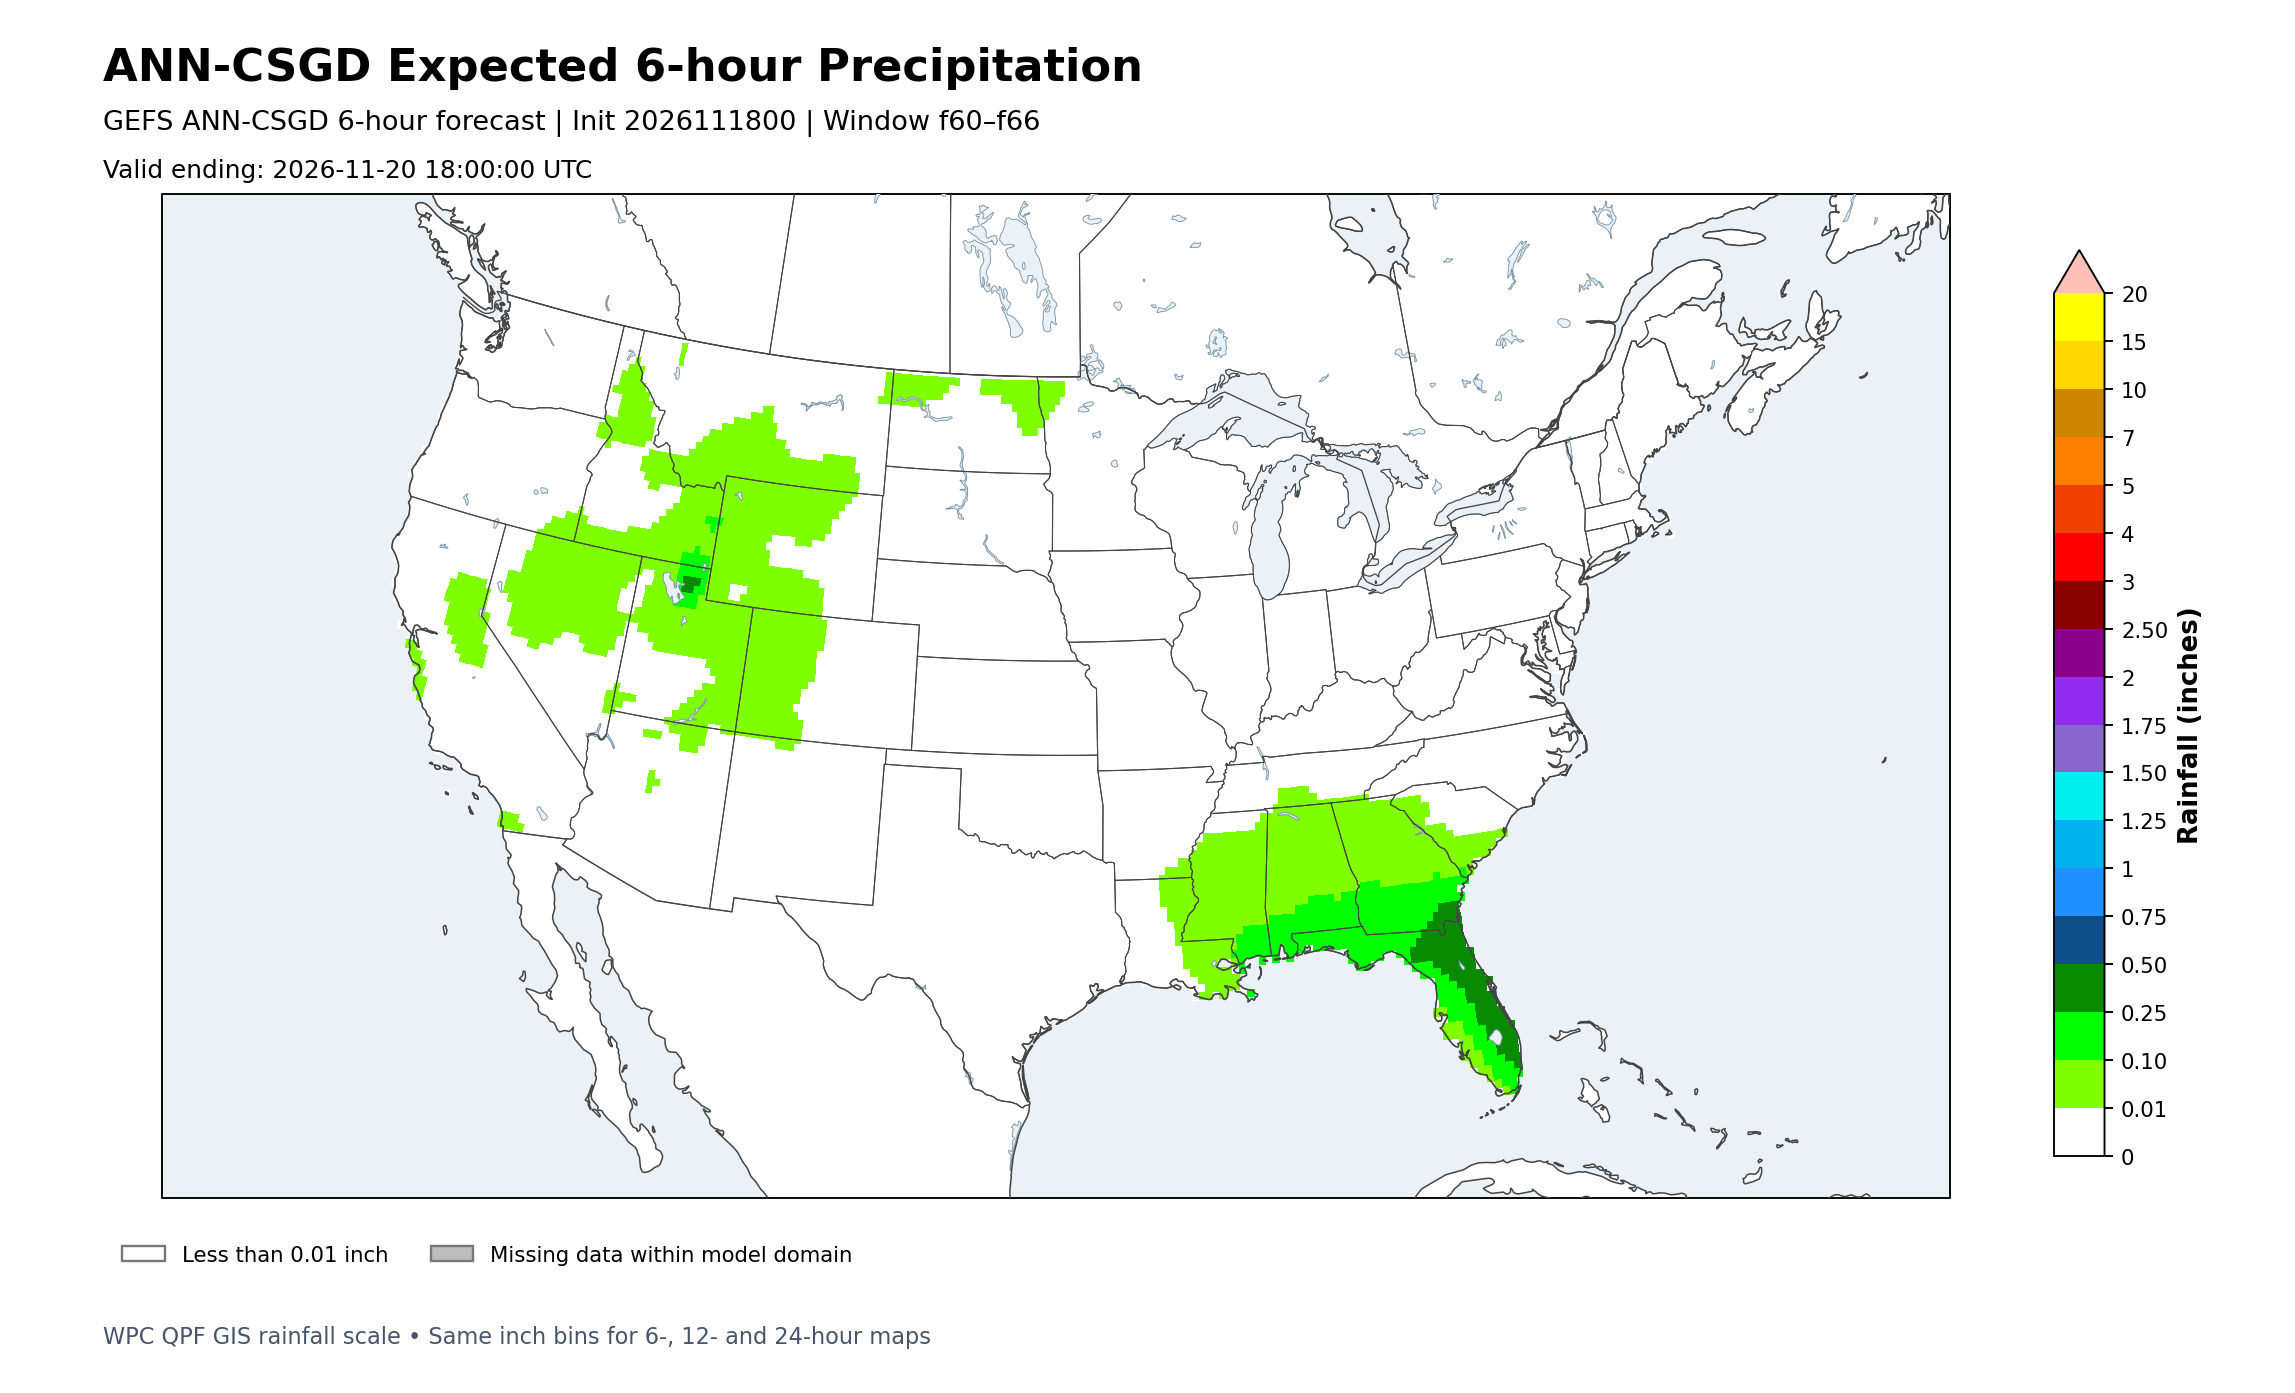 ANN-CSGD Expected 6-hour Precipitation
GEFS ANN-CSGD 6-hour forecast | Init 2026111800 | Window f60–f66
Valid ending: 2026-11-20 18:00:00 UTC
20
15
10
7
5
4
3
2.50
2
1.75
1.50
1.25
1
0.75
0.50
0.25
0.10
0.01
0
Rainfall (inches)
Less than 0.01 inch
Missing data within model domain
WPC QPF GIS rainfall scale • Same inch bins for 6-, 12- and 24-hour maps